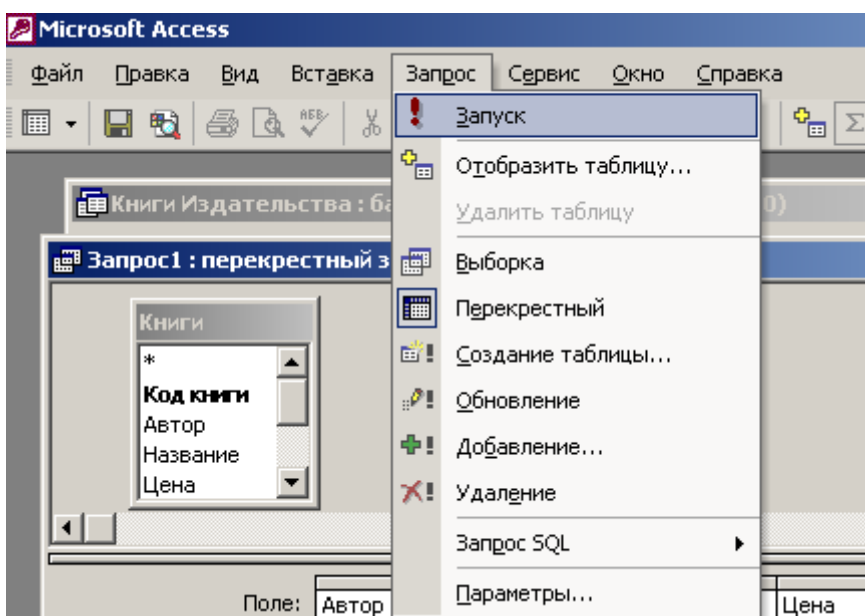 Microsoft Access
Файл Правка Вид Вставка Запрос Сервис Окно Справка
АБВ
Запуск
Отобразить таблицу...
Удалить таблицу
Книги Издательства : ба
0)
Запрос1 : перекрестный з
Выборка
Перекрестный
Создание таблицы...
Обновление
Добавление...
Удаление
Запрос SQL
Параметры...
Книги
*
Код книги
Автор
Название
Цена
Поле: Автор Цена